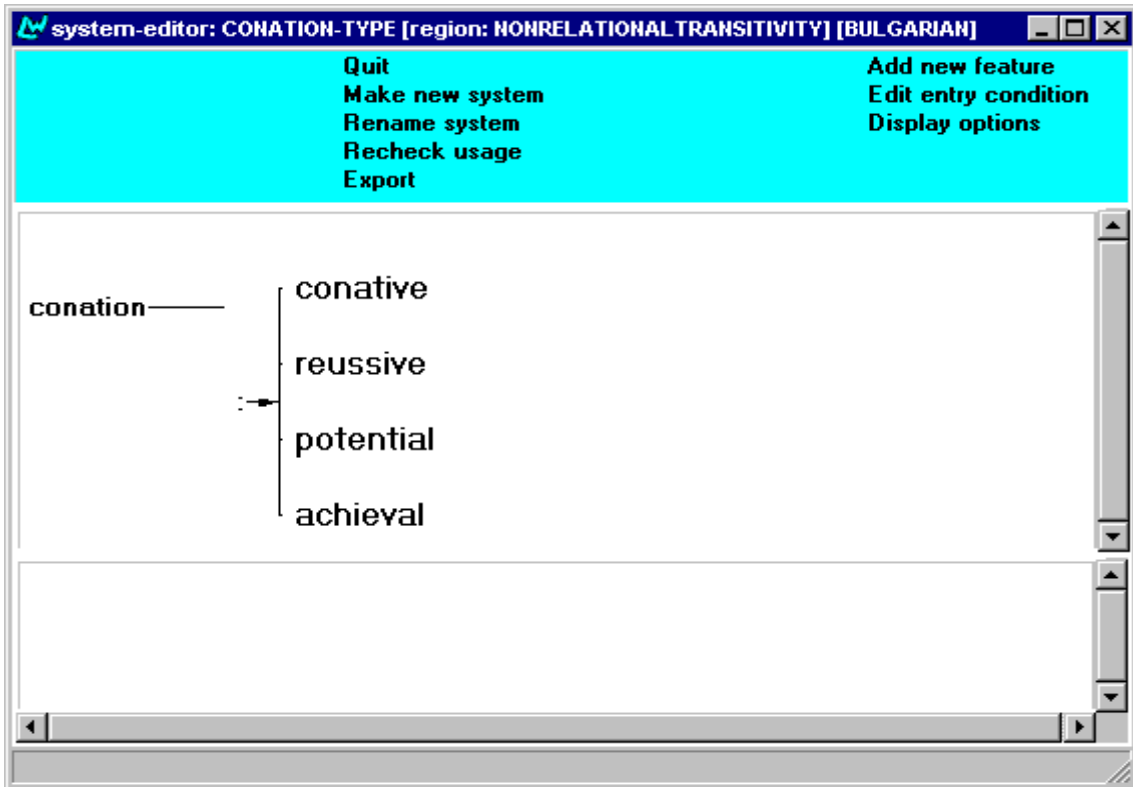 system-editor: CONATION-TYPE [region: NONRELATIONALTRANSITIVITY] [BULGARIAN]
Quit
Make new system
Rename system
Recheck usage
Export
Add new feature
Edit entry condition
Display options
conation
conative
reussive
potential
achieval